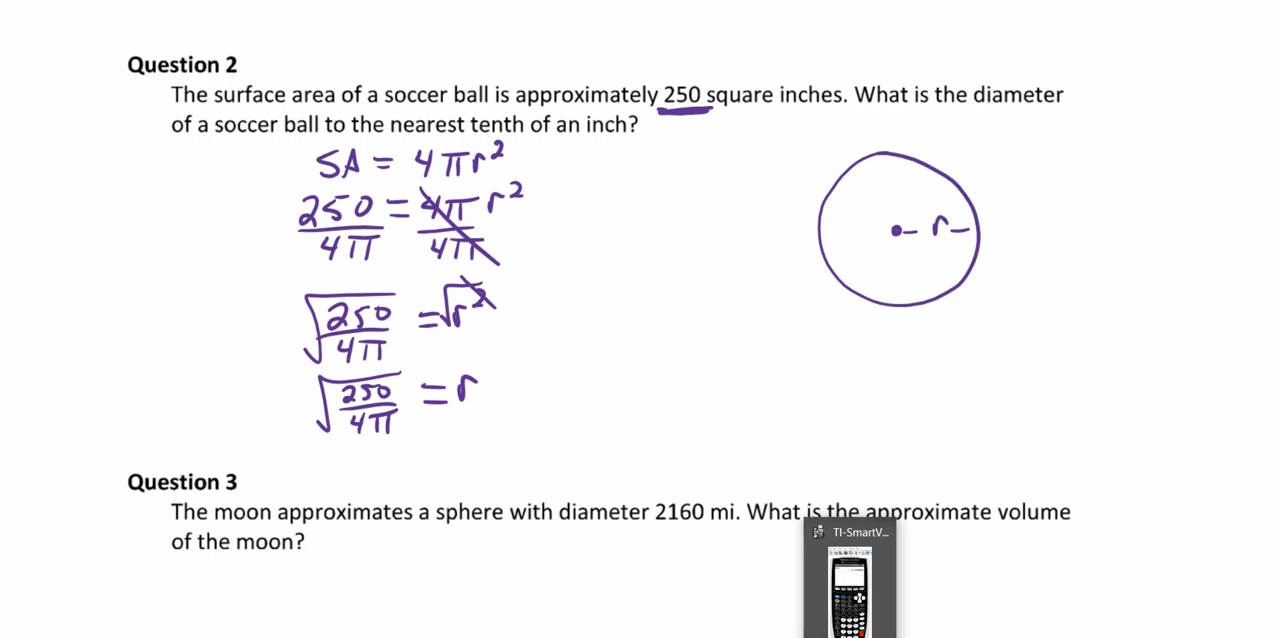 Question 2
The surface area of a soccer ball is approximately 250 square inches. What is the diameter
of a soccer ball to the nearest tenth of an inch?
SA = 4πr²
250/4π = 4πr²/4π
√(250/4π) = √r²
√(250/4π) = r
r
Question 3
The moon approximates a sphere with diameter 2160 mi. What is the approximate volume
of the moon?
TI-SmartV...